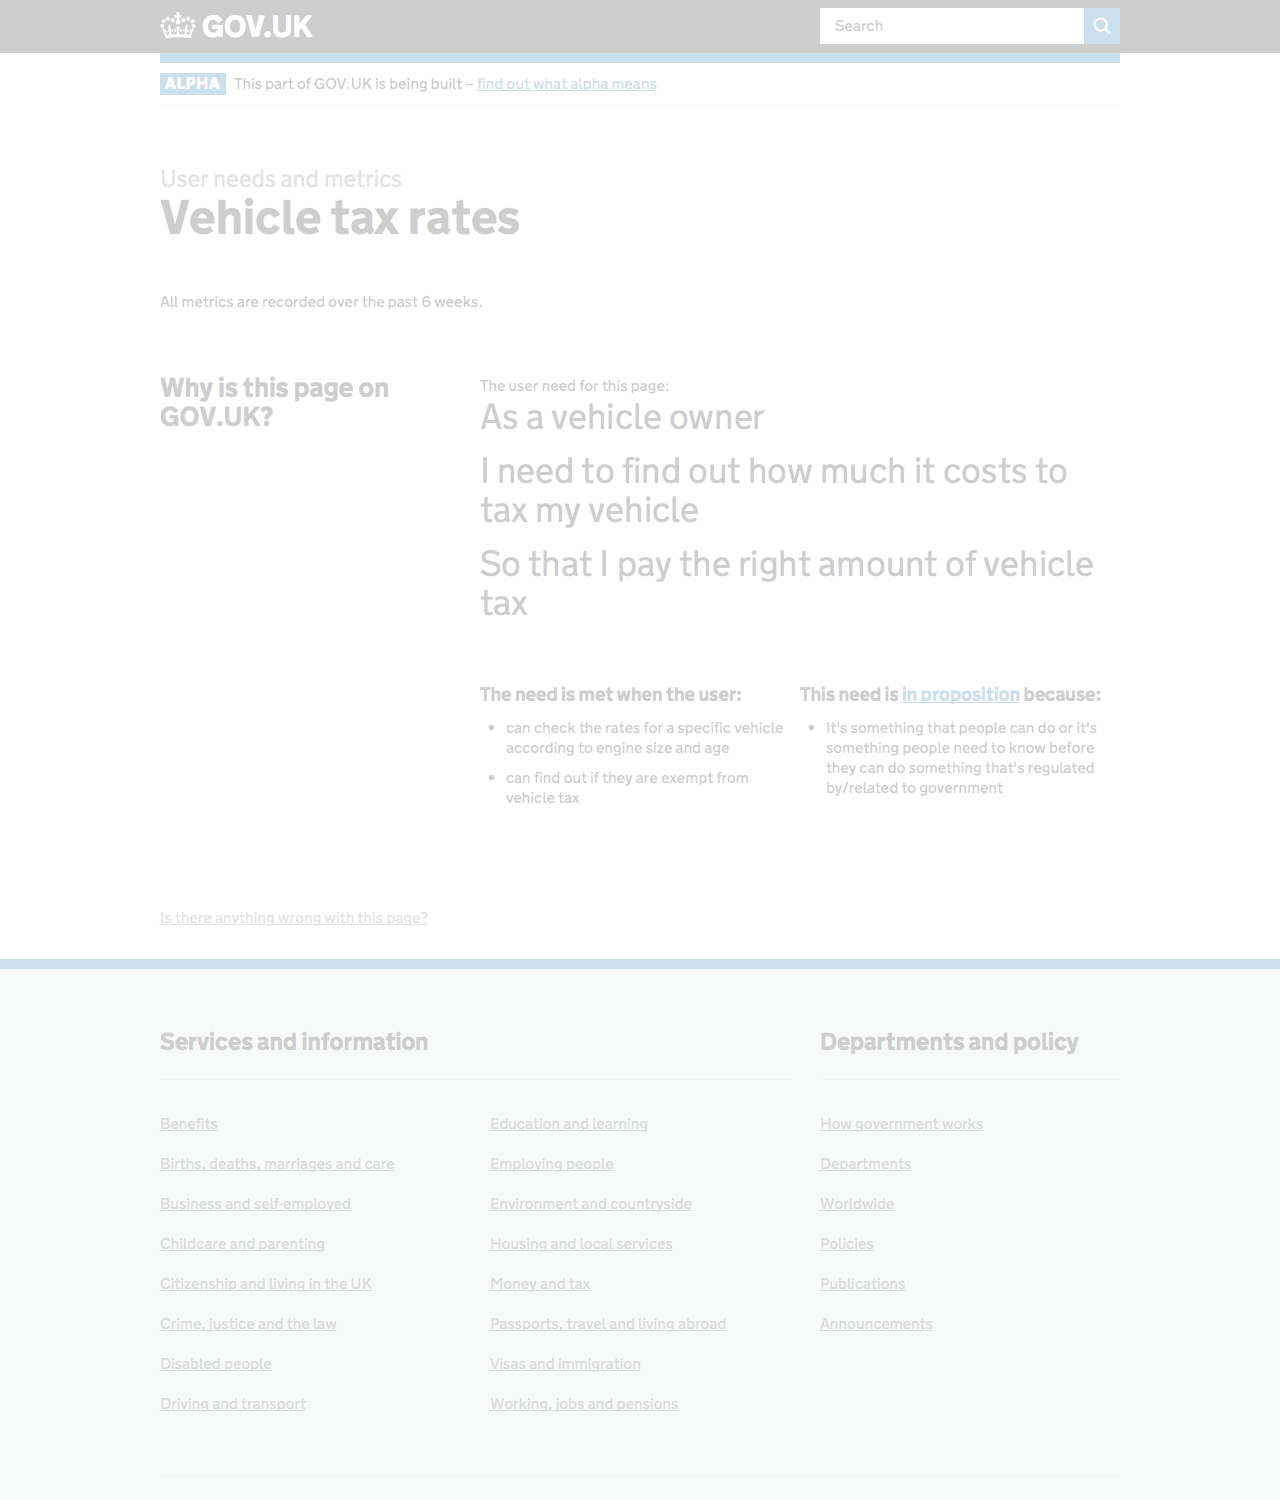 GOV.UK
Search
ALPHA This part of GOV.UK is being built – find out what alpha means
User needs and metrics
Vehicle tax rates
All metrics are recorded over the past 6 weeks.
Why is this page on
GOV.UK?
The user need for this page:
As a vehicle owner
I need to find out how much it costs to
tax my vehicle
So that I pay the right amount of vehicle
tax
The need is met when the user:
• can check the rates for a specific vehicle
according to engine size and age
• can find out if they are exempt from
vehicle tax
This need is in proposition because:
• It's something that people can do or it's
something people need to know before
they can do something that's regulated
by/related to government
Is there anything wrong with this page?
Services and information
Benefits
Births, deaths, marriages and care
Business and self-employed
Childcare and parenting
Citizenship and living in the UK
Crime, justice and the law
Disabled people
Driving and transport
Education and learning
Employing people
Environment and countryside
Housing and local services
Money and tax
Passports, travel and living abroad
Visas and immigration
Working, jobs and pensions
Departments and policy
How government works
Departments
Worldwide
Policies
Publications
Announcements